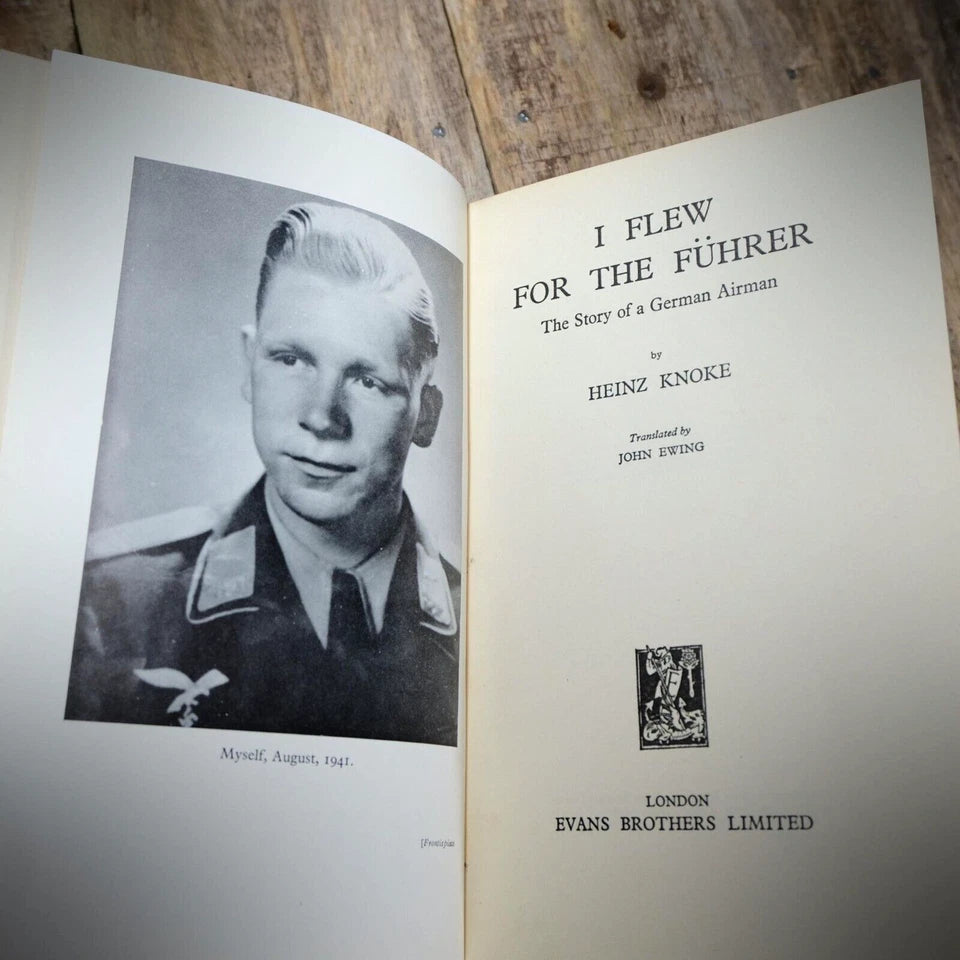 Myself, August, 1941.
[Frontispiece
I FLEW
FOR THE FÜHRER
The Story of a German Airman
by
HEINZ KNOKE
Translated by
JOHN EWING
LONDON
EVANS BROTHERS LIMITED